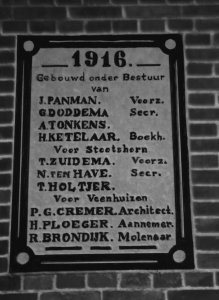 1916.
Gebouwd onder Bestuur
van
J. PANMAN. Voorz.
G. DODDEMA Secr.
A. TONKENS.
H. KETELAAR. Boekh.
Voor Steetshorn
T. ZUIDEMA. Voorz.
N. TEN HAVE. Secr.
T. HOLTJER.
Voor Veenhuizen
P. G. CREMER. Architect.
H. PLOEGER. Aannemer.
R. BRONDIJK. Molenaar